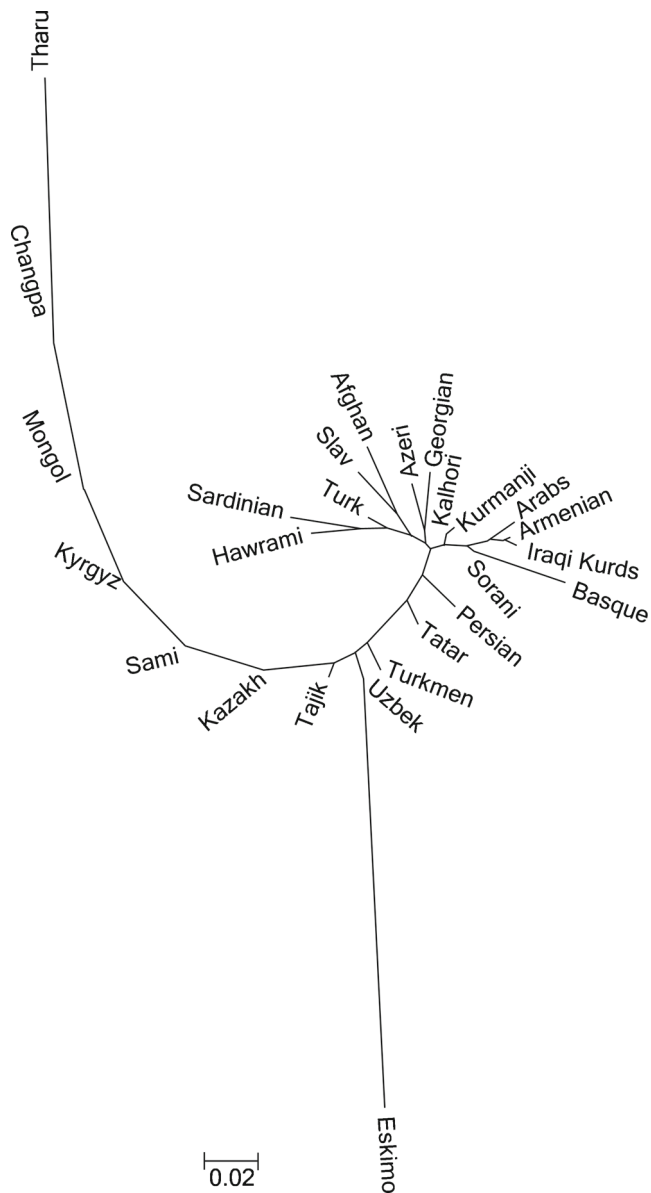 Tharu
Changpa
Mongol
Kyrgyz
Sami
Kazakh
Tajik
Uzbek
Turkmen
Tatar
Persian
Afghan
Slav
Turk
Sardinian
Hawrami
Azeri
Georgian
Kalhori
Kurmanji
Arabs
Armenian
Iraqi Kurds
Basque
Sorani
Eskimo
0.02